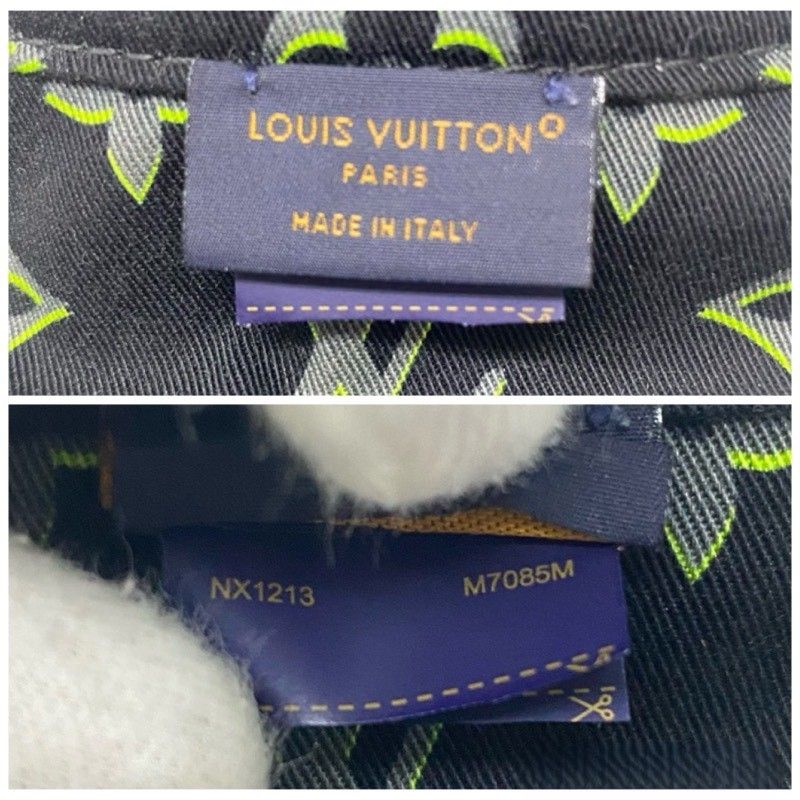 LOUIS VUITTON®
PARIS
MADE IN ITALY
NX1213 M7085M